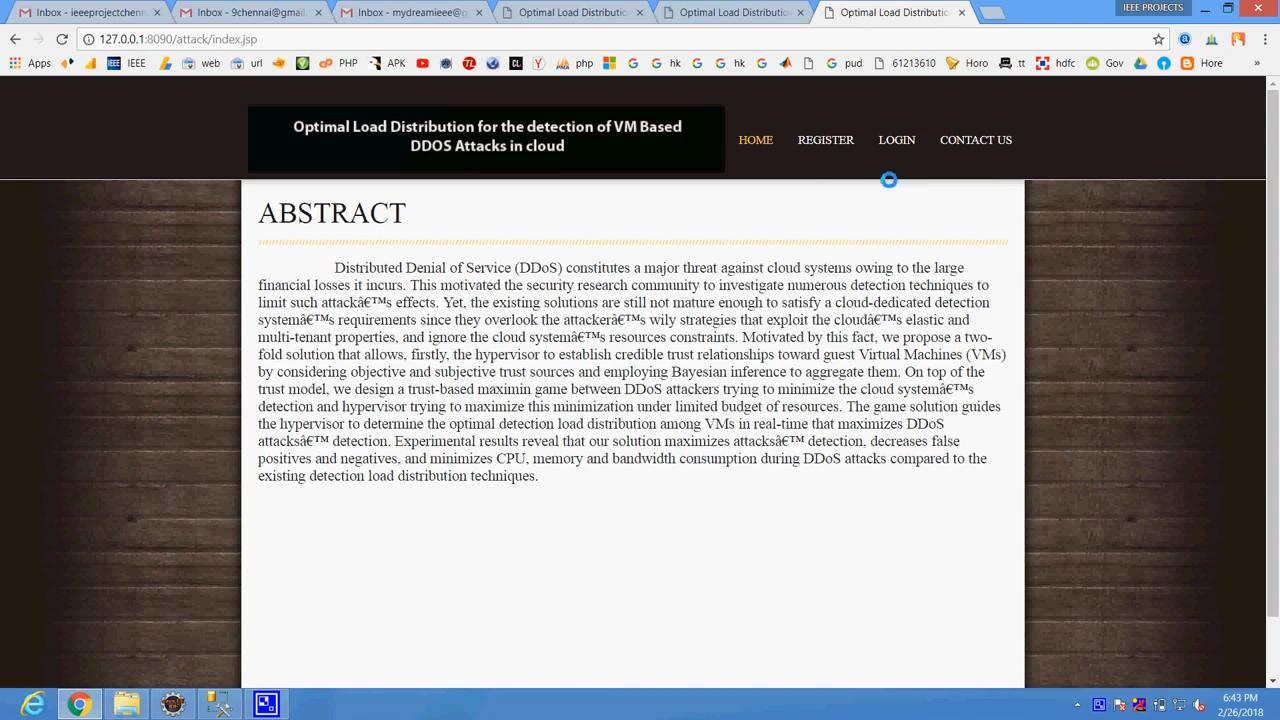 Inbox - ieeeprojectchenn
Inbox - 9chennai@gmail.
Inbox - mydreamieee@g
Optimal Load Distributio
Optimal Load Distributio
Optimal Load Distributio
IEEE PROJECTS
127.0.0.1:8090/attack/index.jsp
Apps IEEE web url PHP APK php hk hk pua 61213610 Horo tt hdfc Gov Hore »
Optimal Load Distribution for the detection of VM Based
DDOS Attacks in cloud
HOME REGISTER LOGIN CONTACT US
ABSTRACT
Distributed Denial of Service (DDoS) constitutes a major threat against cloud systems owing to the large
financial losses it incurs. This motivated the security research community to investigate numerous detection techniques to
limit such attackâ€™s effects. Yet, the existing solutions are still not mature enough to satisfy a cloud-dedicated detection
systemâ€™s requirements since they overlook the attackerâ€™s wily strategies that exploit the cloudâ€™s elastic and
multi-tenant properties, and ignore the cloud systemâ€™s resources constraints. Motivated by this fact, we propose a two-
fold solution that allows, firstly, the hypervisor to establish credible trust relationships toward guest Virtual Machines (VMs)
by considering objective and subjective trust sources and employing Bayesian inference to aggregate them. On top of the
trust model, we design a trust-based maximin game between DDoS attackers trying to minimize the cloud systemâ€™s
detection and hypervisor trying to maximize this minimization under limited budget of resources. The game solution guides
the hypervisor to determine the optimal detection load distribution among VMs in real-time that maximizes DDoS
attacksâ€™ detection. Experimental results reveal that our solution maximizes attacksâ€™ detection, decreases false
positives and negatives, and minimizes CPU, memory and bandwidth consumption during DDoS attacks compared to the
existing detection load distribution techniques.
6:43 PM
2/26/2018